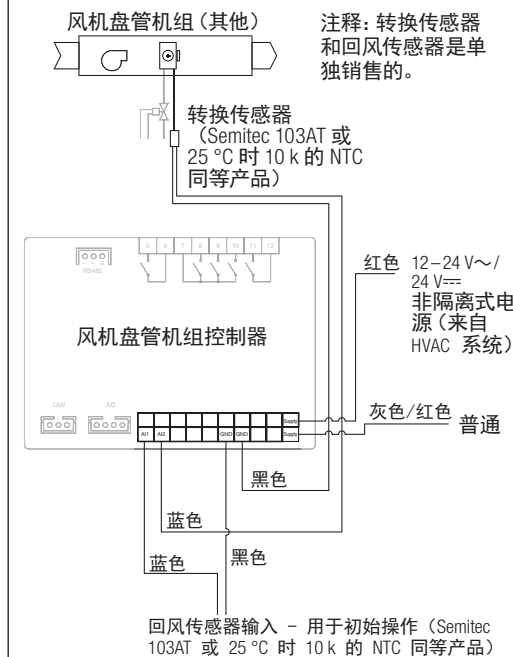 风机盘管机组（其他）
注释：转换传感器
和回风传感器是单
独销售的。
转换传感器
（Semitec 103AT 或
25 °C 时 10 k 的 NTC
同等产品）
5 6 7 8 9 10 11 12
- + G
RS485
红色 12–24 V～/
24 V⎓
非隔离式电
源（来自
HVAC 系统）
风机盘管机组控制器
LAN AO
Supply
灰色/红色 普通
AI1 AI2 GND GND Supply
黑色
蓝色
蓝色 黑色
回风传感器输入 – 用于初始操作（Semitec
103AT 或 25 °C 时 10 k 的 NTC 同等产品）